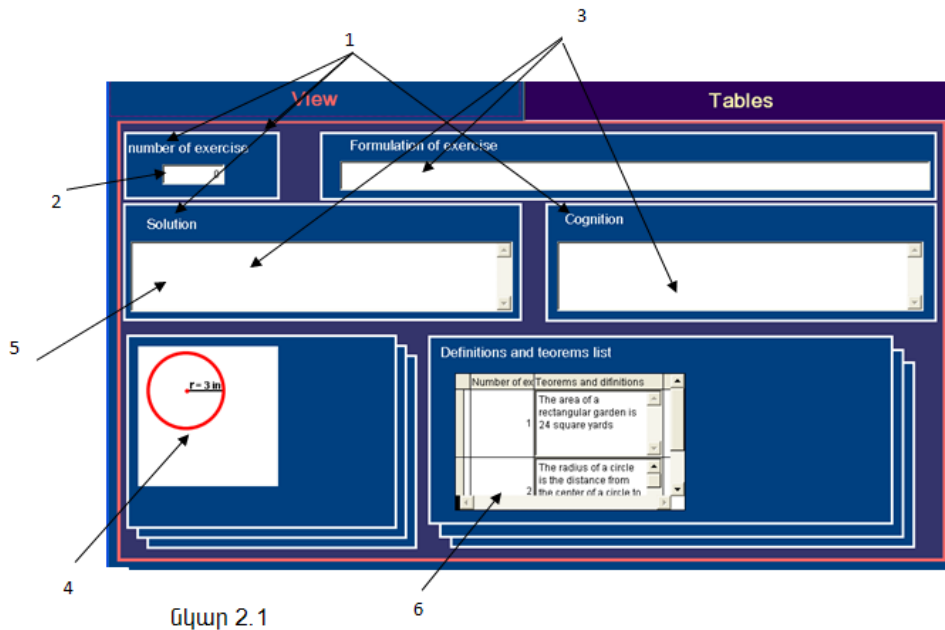 3
1
View
Tables
number of exercise
Formulation of exercise
0
2
Solution
Cognition
5
r = 3 in
Definitions and teorems list
Number of ex Teorems and difinitions
The area of a
rectangular garden is
1 24 square yards
The radius of a circle
is the distance from
2 the center of a circle to
4
6
նկար 2.1